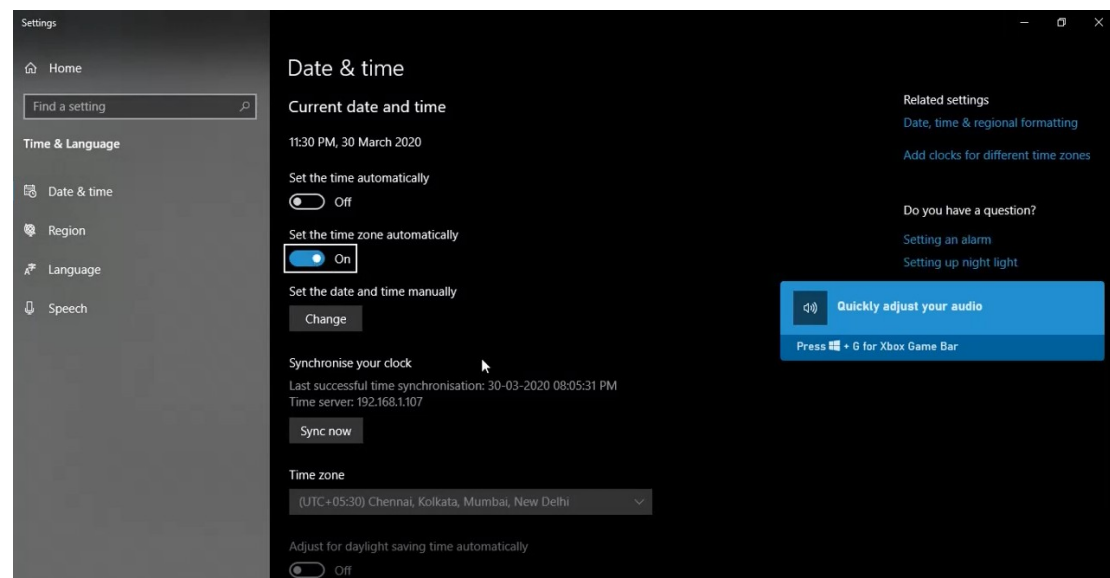 Settings
Home
Find a setting
Time & Language
Date & time
Region
Language
Speech
Date & time
Current date and time
11:30 PM, 30 March 2020
Set the time automatically
Off
Set the time zone automatically
On
Set the date and time manually
Change
Synchronise your clock
Last successful time synchronisation: 30-03-2020 08:05:31 PM
Time server: 192.168.1.107
Sync now
Time zone
(UTC+05:30) Chennai, Kolkata, Mumbai, New Delhi
Adjust for daylight saving time automatically
Off
Related settings
Date, time & regional formatting
Add clocks for different time zones
Do you have a question?
Setting an alarm
Setting up night light
Quickly adjust your audio
Press + G for Xbox Game Bar